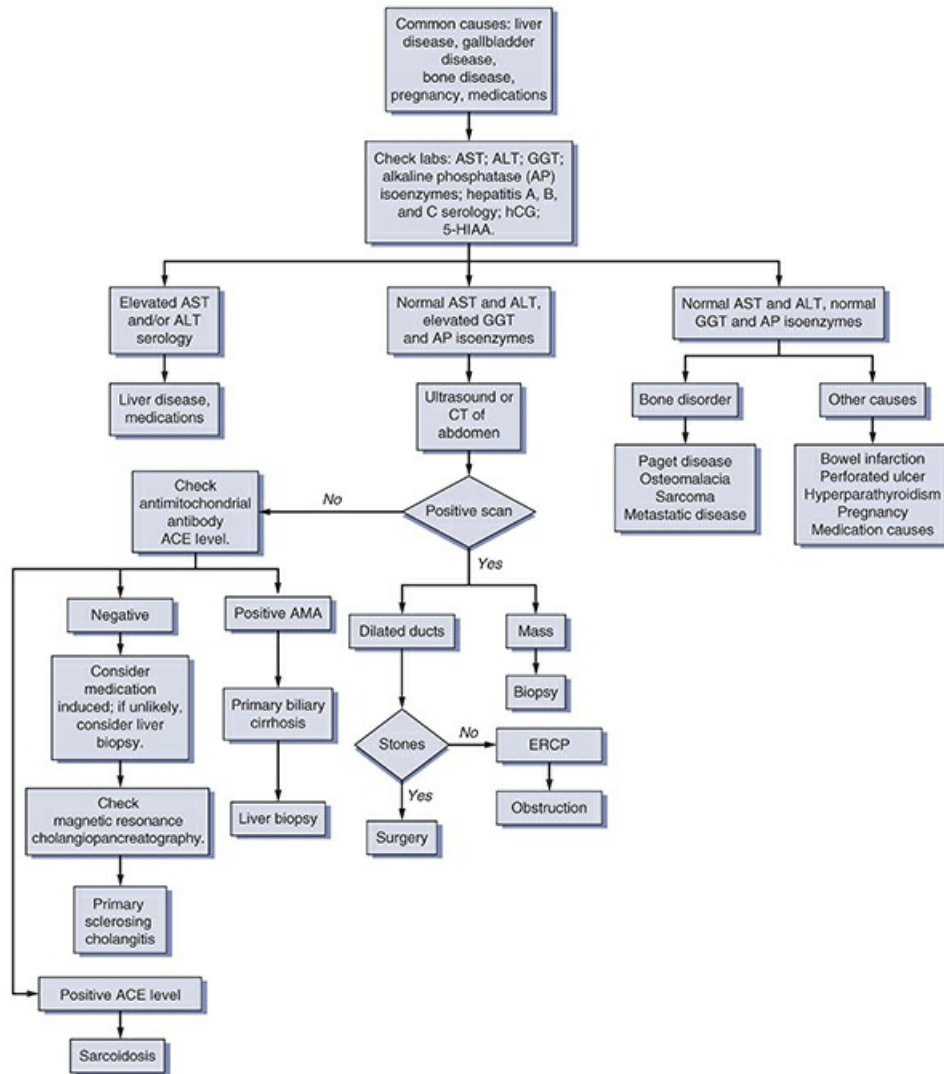 Common causes: liver
disease, gallbladder
disease,
bone disease,
pregnancy, medications
Check labs: AST; ALT; GGT;
alkaline phosphatase (AP)
isoenzymes; hepatitis A, B,
and C serology; hCG;
5-HIAA.
Elevated AST
and/or ALT
serology
Normal AST and ALT,
elevated GGT
and AP isoenzymes
Normal AST and ALT, normal
GGT and AP isoenzymes
Liver disease,
medications
Ultrasound or
CT of
abdomen
Bone disorder
Other causes
Paget disease
Osteomalacia
Sarcoma
Metastatic disease
Bowel infarction
Perforated ulcer
Hyperparathyroidism
Pregnancy
Medication causes
Check
antimitochondrial
antibody
ACE level.
No
Positive scan
Yes
Negative
Positive AMA
Dilated ducts
Mass
Consider
medication
induced; if unlikely,
consider liver
biopsy.
Primary biliary
cirrhosis
Biopsy
Stones
No
ERCP
Yes
Obstruction
Check
magnetic resonance
cholangiopancreatography.
Liver biopsy
Surgery
Primary
sclerosing
cholangitis
Positive ACE level
Sarcoidosis